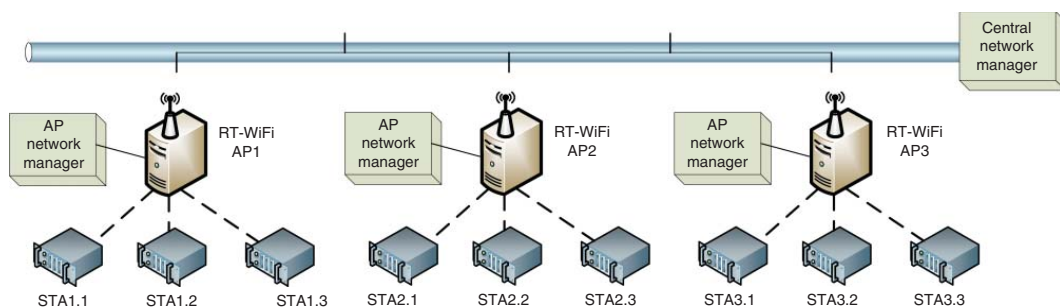 Central
network
manager
AP
network
manager
RT-WiFi
AP1
AP
network
manager
RT-WiFi
AP2
AP
network
manager
RT-WiFi
AP3
STA1.1 STA1.2 STA1.3 STA2.1 STA2.2 STA2.3 STA3.1 STA3.2 STA3.3